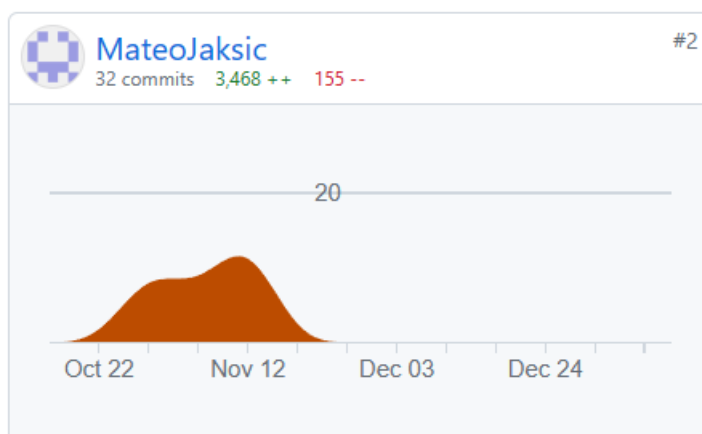 MateoJaksic
#2
32 commits 3,468 ++ 155 --
20
Oct 22 Nov 12 Dec 03 Dec 24